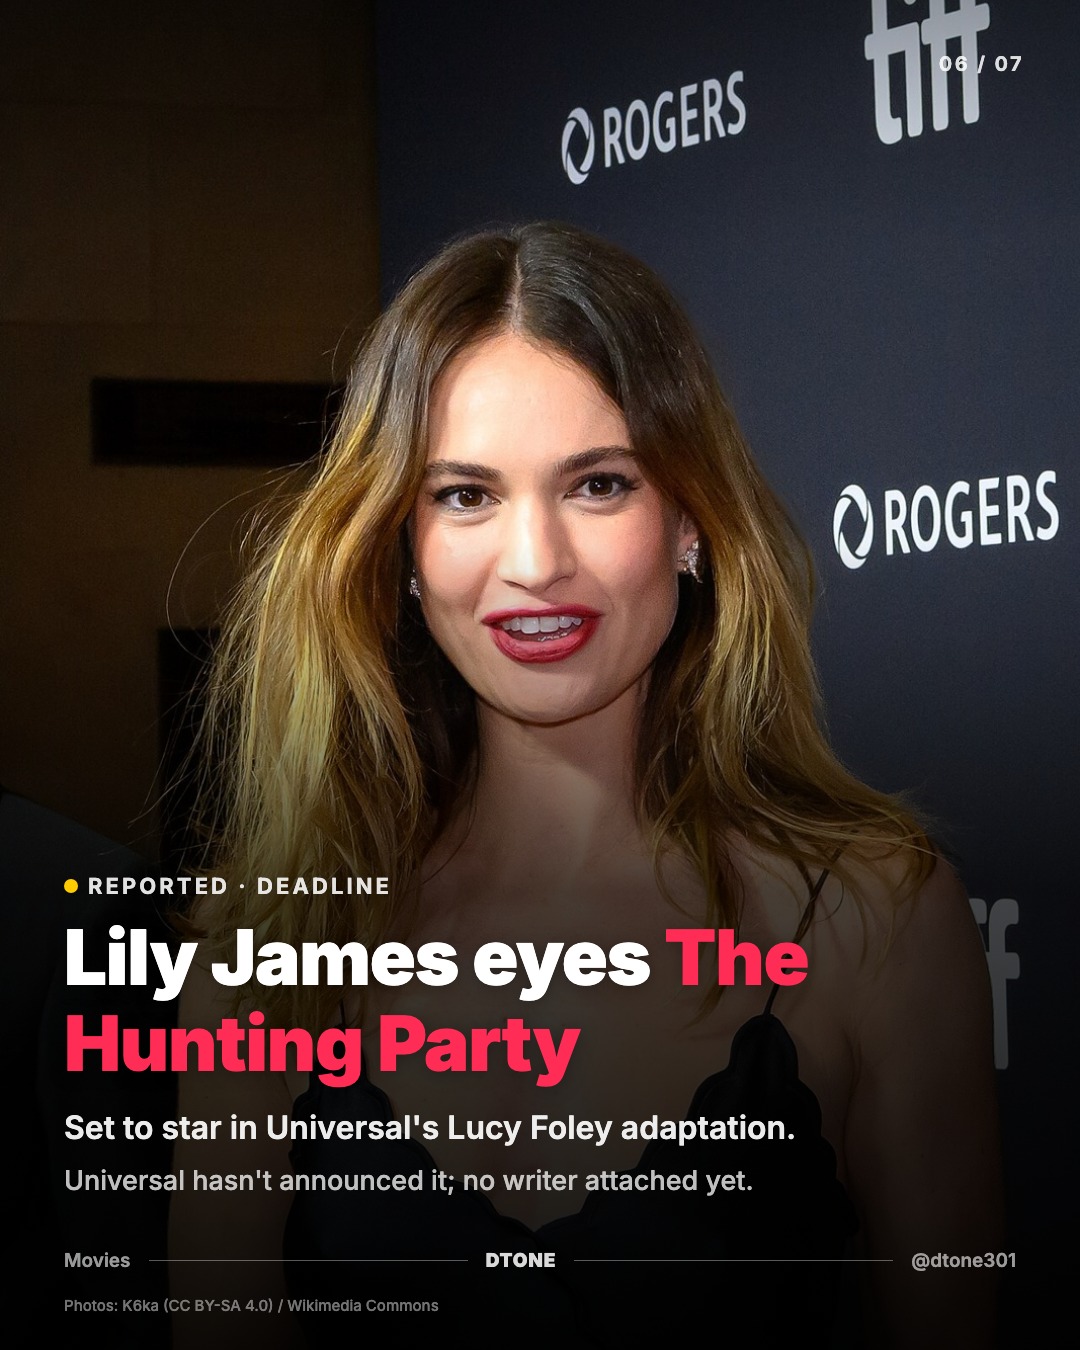 tiff
06 / 07
ROGERS
ROGERS
ff
REPORTED · DEADLINE
Lily James eyes The
Hunting Party
Set to star in Universal's Lucy Foley adaptation.
Universal hasn't announced it; no writer attached yet.
Movies DTONE @dtone301
Photos: K6ka (CC BY-SA 4.0) / Wikimedia Commons